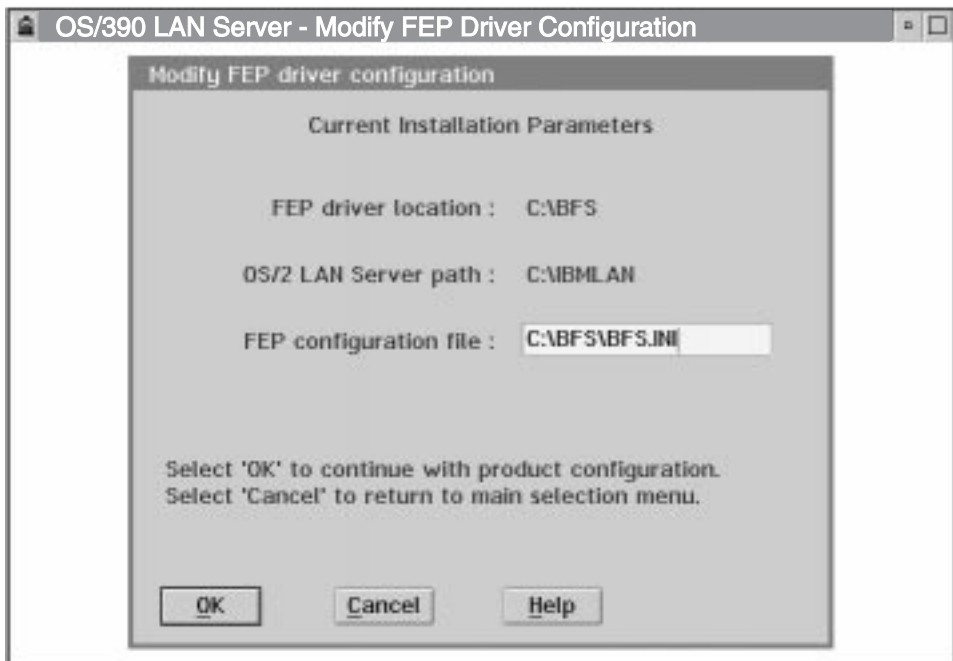 OS/390 LAN Server - Modify FEP Driver Configuration
Modify FEP driver configuration
Current Installation Parameters
FEP driver location : C:\BFS
OS/2 LAN Server path : C:\IBMLAN
FEP configuration file : C:\BFS\BFS.INI
Select 'OK' to continue with product configuration.
Select 'Cancel' to return to main selection menu.
OK Cancel Help